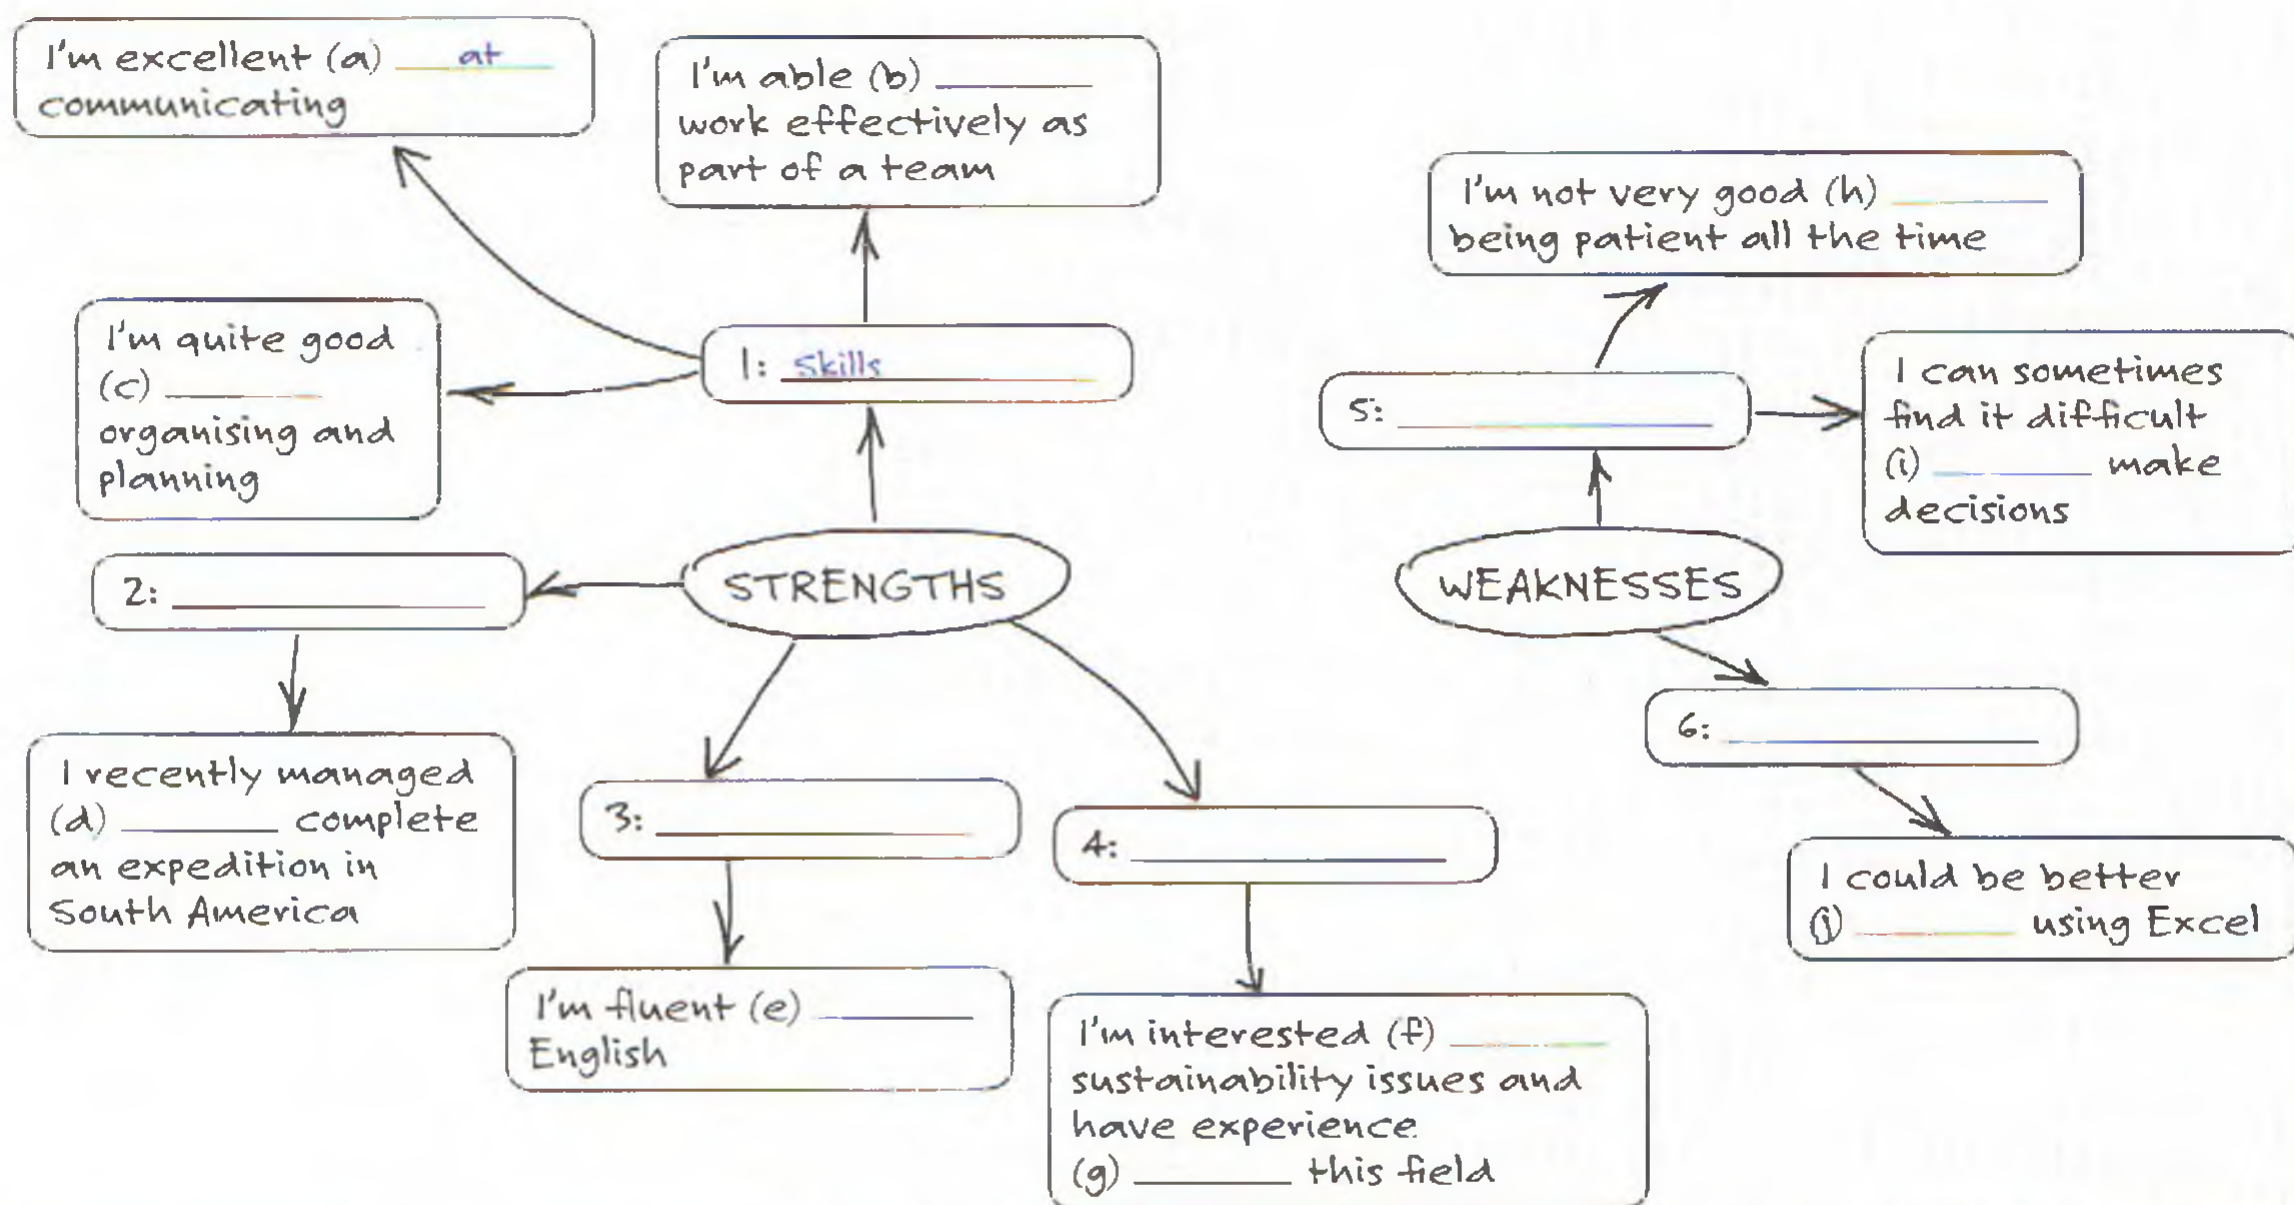 I'm excellent (a) at
communicating
I'm able (b)
work effectively as
part of a team
I'm quite good
(c)
organising and
planning
1: Skills
STRENGTHS
2:
I recently managed
(d) complete
an expedition in
South America
3:
I'm fluent (e)
English
4:
I'm interested (f)
sustainability issues and
have experience
(g) this field
I'm not very good (h)
being patient all the time
5:
I can sometimes
find it difficult
(i) make
decisions
WEAKNESSES
6:
I could be better
(j) using Excel